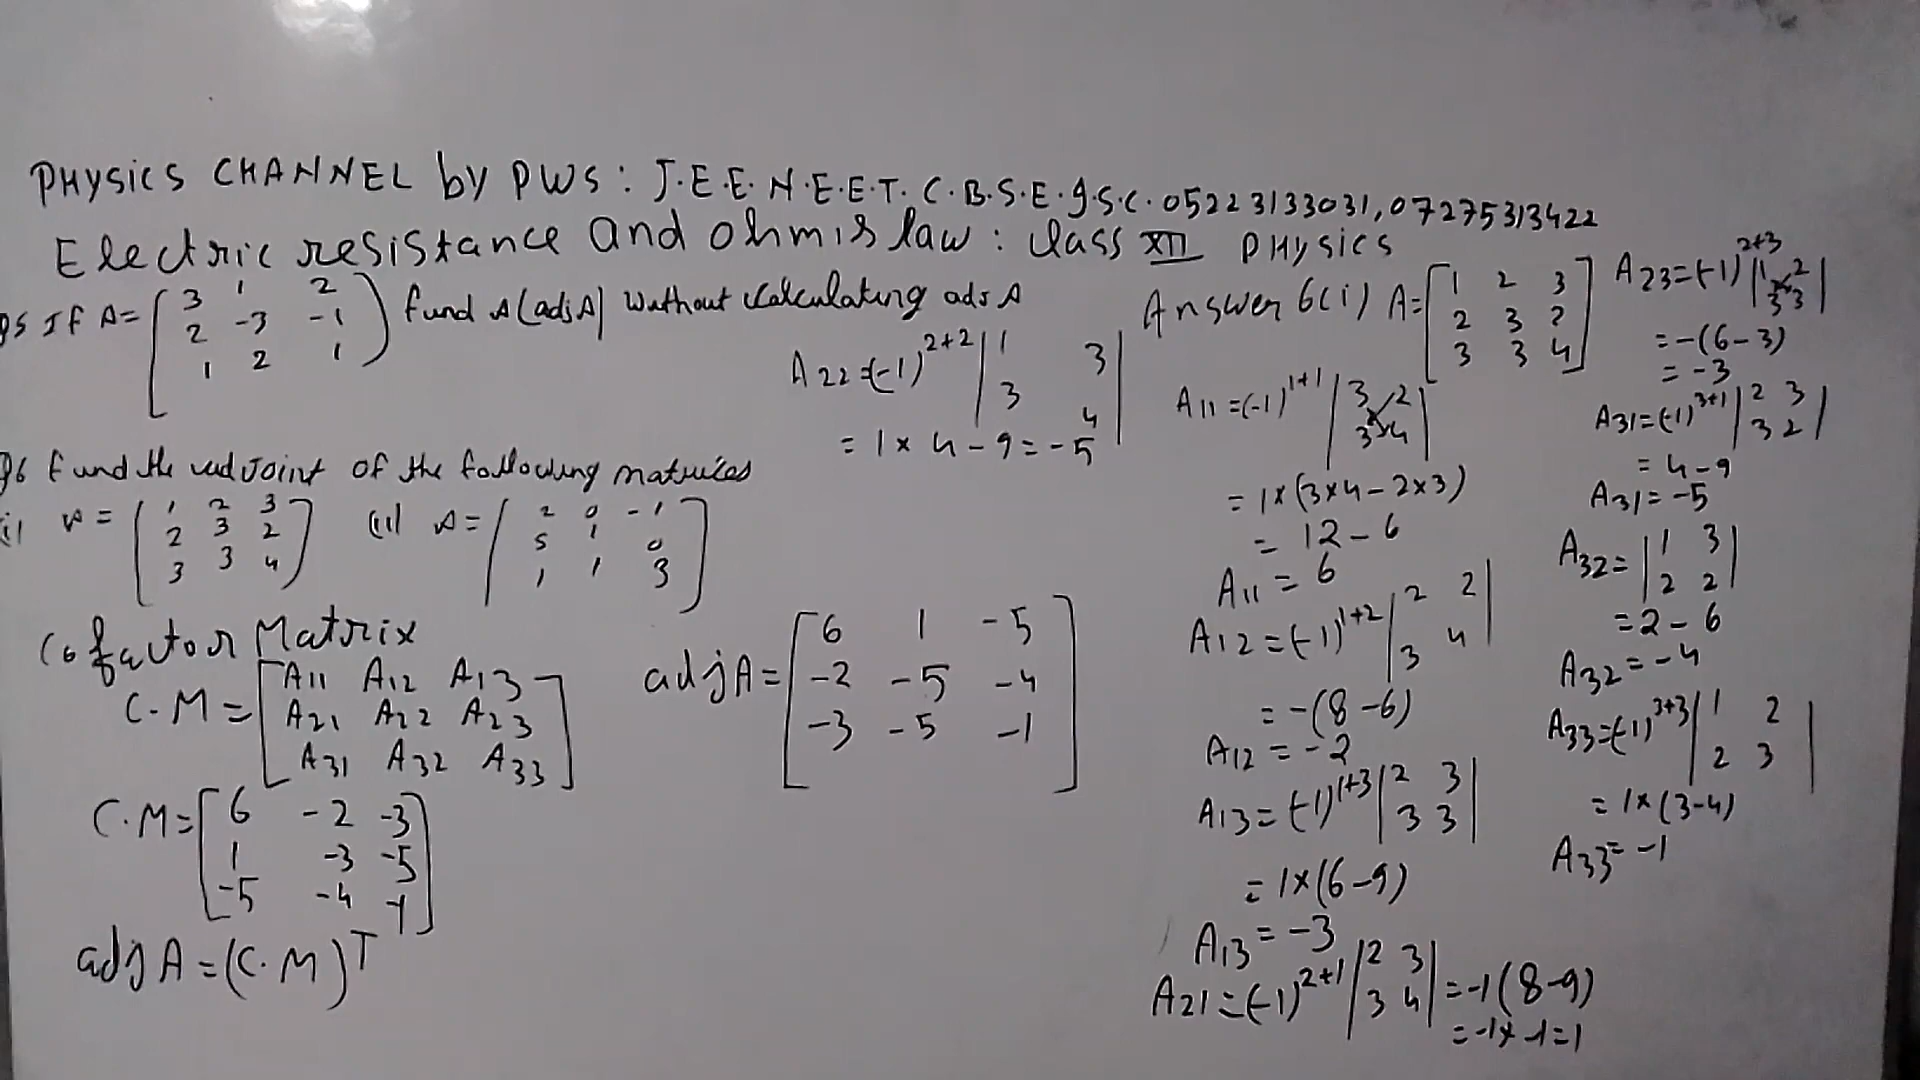 PHYSICS CHANNEL by PWS: J.E.E. N.E.E.T. C.B.S.E. I.S.C. 05223133031, 07275313422
Electric resistance and ohm's law: Class XII PHYSICS
Q5 If A = [3 1 2
2 -3 -1
1 2 1] find A(adjA) without calculating adj A
Q6 find the adjoint of the following matrices
(i) A = [1 2 3
2 3 2
3 3 4]
(ii) A = [2 0 -1
5 1 0
1 1 3]
Cofactor Matrix
C.M = [A11 A12 A13
A21 A22 A23
A31 A32 A33]
C.M = [6 -2 -3
1 -3 -5
-5 -4 -1]
adj A = (C.M)^T
A22 = (-1)^2+2 |1 3
3 4|
= 1 × 4 - 9 = -5
adj A = [6 1 -5
-2 -5 -4
-3 -5 -1]
Answer 6(i) A = [1 2 3
2 3 2
3 3 4]
A11 = (-1)^1+1 |3 2
3 4|
= 1×(3×4 - 2×3)
= 12 - 6
A11 = 6
A12 = (-1)^1+2 |2 2
3 4|
= -(8 - 6)
A12 = -2
A13 = (-1)^1+3 |2 3
3 3|
= 1×(6-9)
A13 = -3
A21 = (-1)^2+1 |2 3
3 4| = -1(8-9)
= -1× -1 = 1
A23 = (-1)^2+3 |1 2
3 3|
= -(6-3)
= -3
A31 = (-1)^3+1 |2 3
3 2|
= 4 - 9
A31 = -5
A32 = |1 3
2 2|
= 2 - 6
A32 = -4
A33 = (-1)^3+3 |1 2
2 3|
= 1×(3-4)
A33 = -1